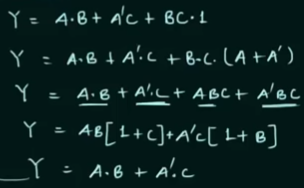 Y = A·B + A'C + BC·1
Y = A·B + A'·C + B·C·(A+A')
Y = A·B + A'·C + ABC + A'BC
Y = AB[1+C]+A'C[1+B]
Y = A·B + A'·C